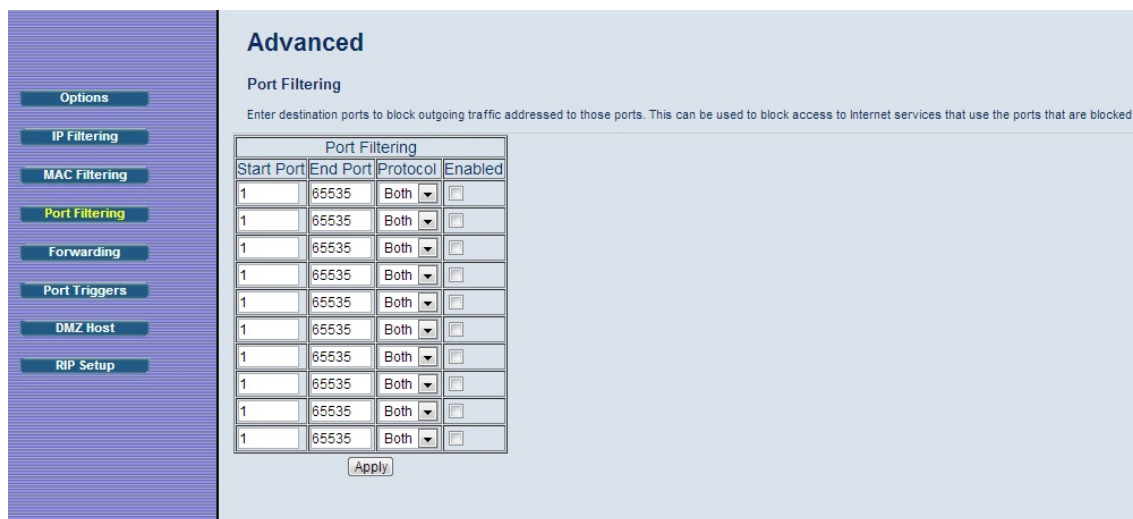 Advanced
Port Filtering
Enter destination ports to block outgoing traffic addressed to those ports. This can be used to block access to Internet services that use the ports that are blocked
Options
IP Filtering
MAC Filtering
Port Filtering
Forwarding
Port Triggers
DMZ Host
RIP Setup
Port Filtering
Start Port End Port Protocol Enabled
1 65535 Both
1 65535 Both
1 65535 Both
1 65535 Both
1 65535 Both
1 65535 Both
1 65535 Both
1 65535 Both
1 65535 Both
1 65535 Both
Apply